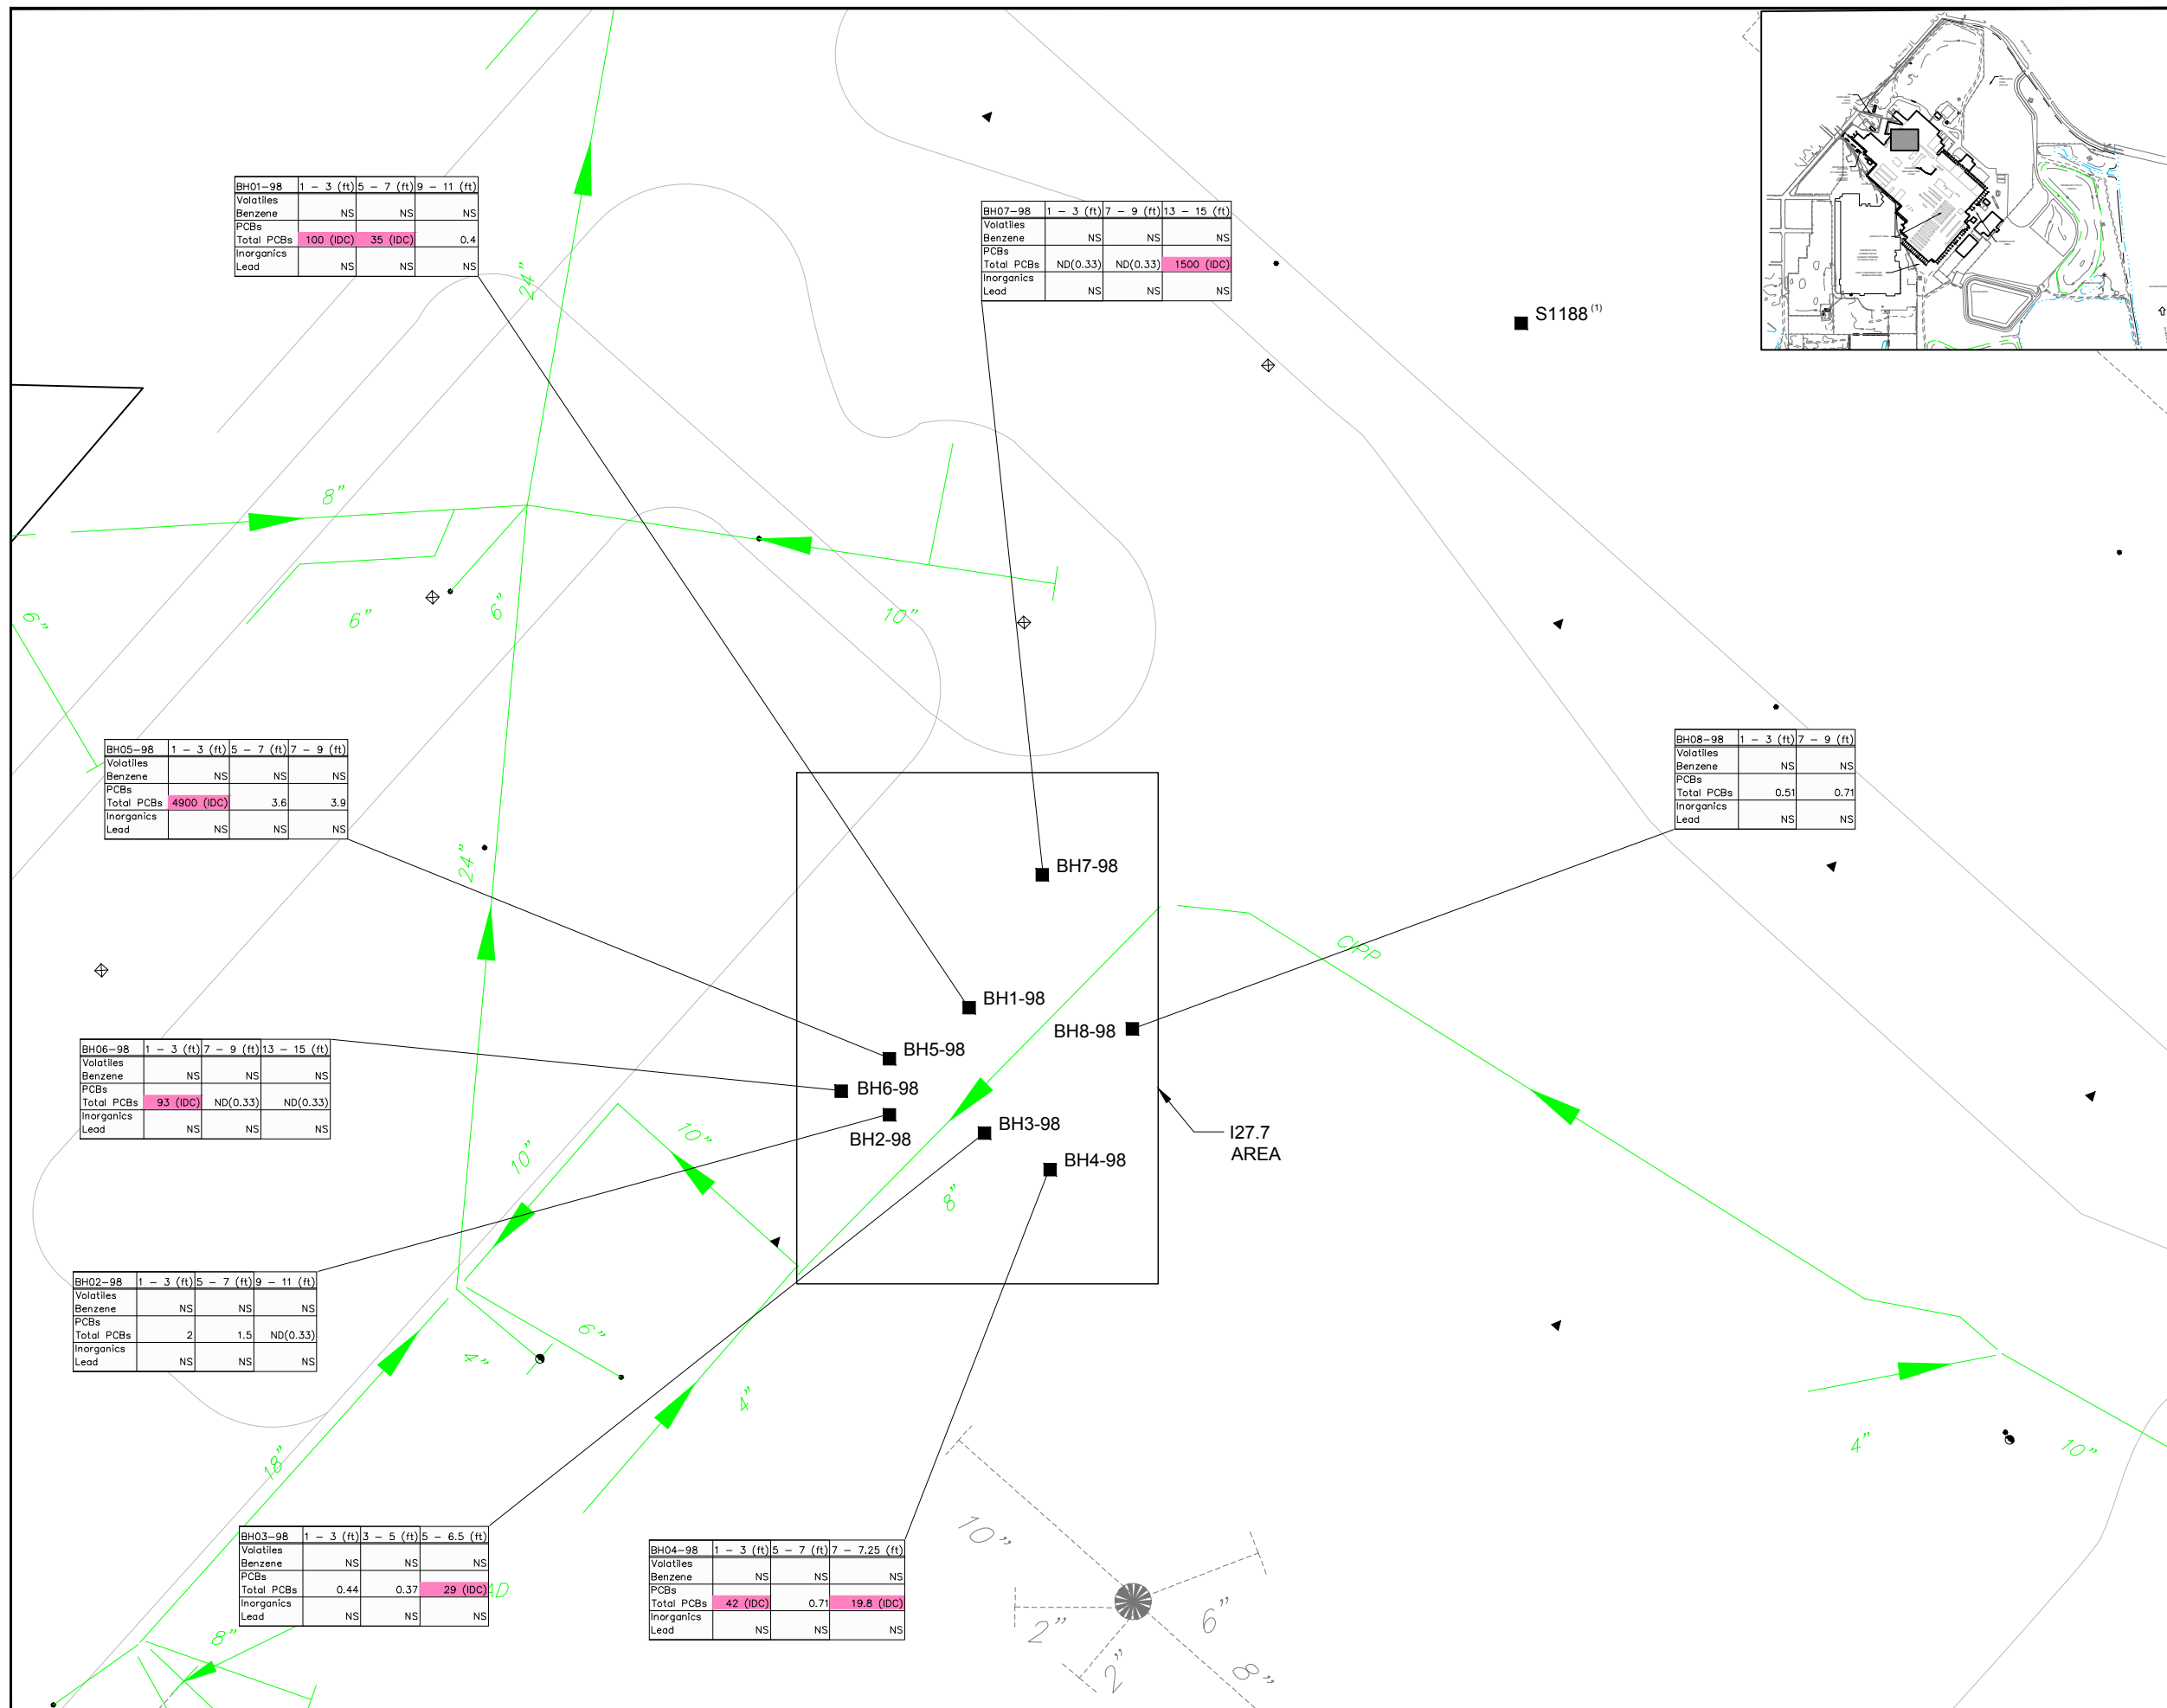 BH01-98 1 - 3 (ft) 5 - 7 (ft) 9 - 11 (ft)
Volatiles
Benzene NS NS NS
PCBs
Total PCBs 100 (IDC) 35 (IDC) 0.4
Inorganics
Lead NS NS NS
BH07-98 1 - 3 (ft) 7 - 9 (ft) 13 - 15 (ft)
Volatiles
Benzene NS NS NS
PCBs
Total PCBs ND(0.33) ND(0.33) 1500 (IDC)
Inorganics
Lead NS NS NS
24"
S1188 (1)
8"
6"
6"
6"
10"
BH05-98 1 - 3 (ft) 5 - 7 (ft) 7 - 9 (ft)
Volatiles
Benzene NS NS NS
PCBs
Total PCBs 4900 (IDC) 3.6 3.9
Inorganics
Lead NS NS NS
BH08-98 1 - 3 (ft) 7 - 9 (ft)
Volatiles
Benzene NS NS
PCBs
Total PCBs 0.51 0.71
Inorganics
Lead NS NS
24"
BH7-98
CIPP
BH1-98
BH8-98
BH5-98
BH6-98
BH2-98
BH3-98
BH4-98
I27.7
AREA
BH06-98 1 - 3 (ft) 7 - 9 (ft) 13 - 15 (ft)
Volatiles
Benzene NS NS NS
PCBs
Total PCBs 93 (IDC) ND(0.33) ND(0.33)
Inorganics
Lead NS NS NS
10"
10"
8"
BH02-98 1 - 3 (ft) 5 - 7 (ft) 9 - 11 (ft)
Volatiles
Benzene NS NS NS
PCBs
Total PCBs 2 1.5 ND(0.33)
Inorganics
Lead NS NS NS
6"
4"
4"
18"
4"
10"
BH03-98 1 - 3 (ft) 3 - 5 (ft) 5 - 6.5 (ft)
Volatiles
Benzene NS NS NS
PCBs
Total PCBs 0.44 0.37 29 (IDC)
Inorganics
Lead NS NS NS
8"
BH04-98 1 - 3 (ft) 5 - 7 (ft) 7 - 7.25 (ft)
Volatiles
Benzene NS NS NS
PCBs
Total PCBs 42 (IDC) 0.71 19.8 (IDC)
Inorganics
Lead NS NS NS
10"
2"
2"
6"
8"